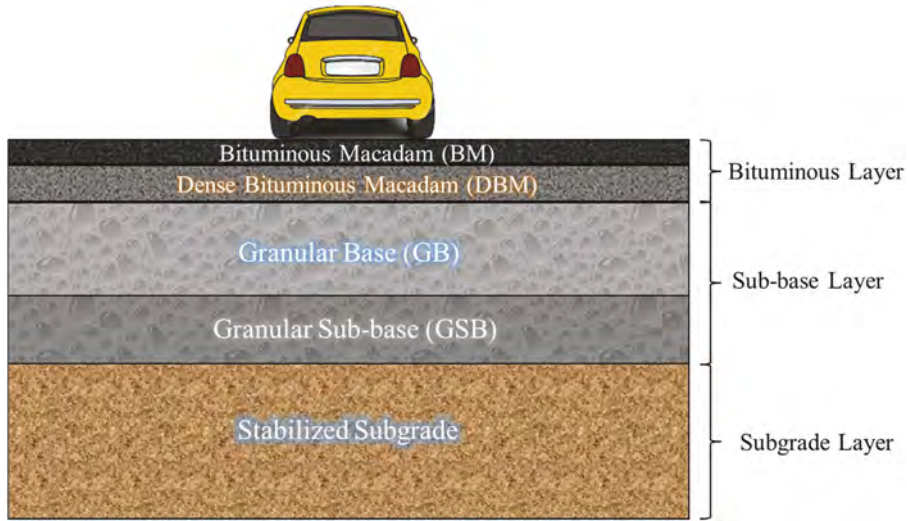 Bituminous Macadam (BM)
Dense Bituminous Macadam (DBM)
Bituminous Layer
Granular Base (GB)
Sub-base Layer
Granular Sub-base (GSB)
Stabilized Subgrade
Subgrade Layer